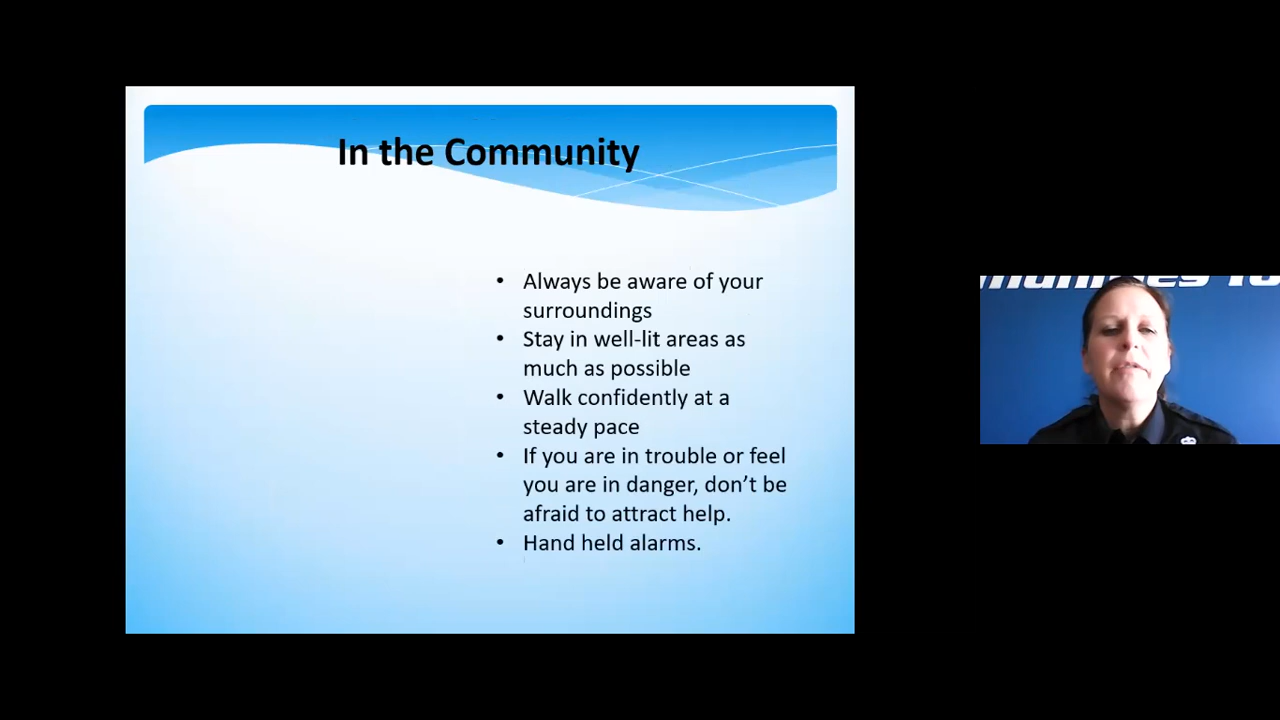 In the Community
• Always be aware of your
surroundings
• Stay in well-lit areas as
much as possible
• Walk confidently at a
steady pace
• If you are in trouble or feel
you are in danger, don’t be
afraid to attract help.
• Hand held alarms.